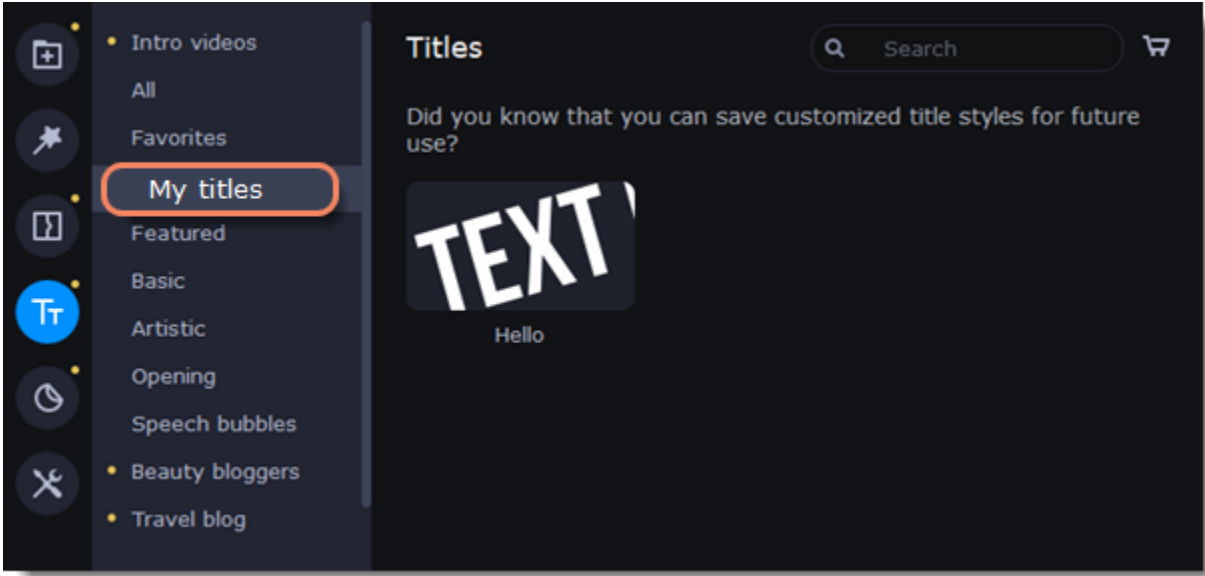 Intro videos
All
Favorites
My titles
Featured
Basic
Artistic
Opening
Speech bubbles
Beauty bloggers
Travel blog
Tт
Titles
Search
Did you know that you can save customized title styles for future
use?
TEXT
Hello